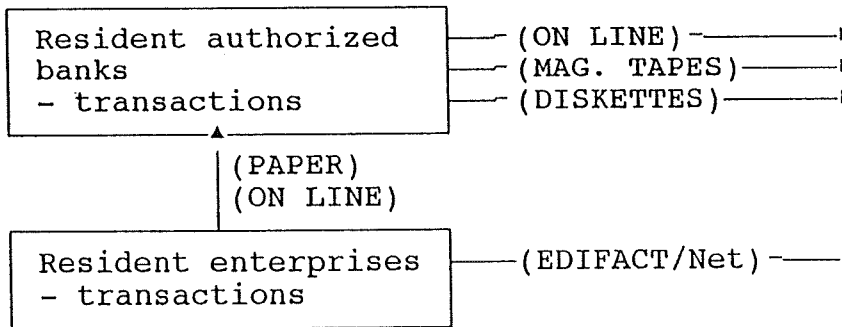 Resident authorized
banks
- transactions
(ON LINE)
(MAG. TAPES)
(DISKETTES)
(PAPER)
(ON LINE)
Resident enterprises
- transactions
(EDIFACT/Net)